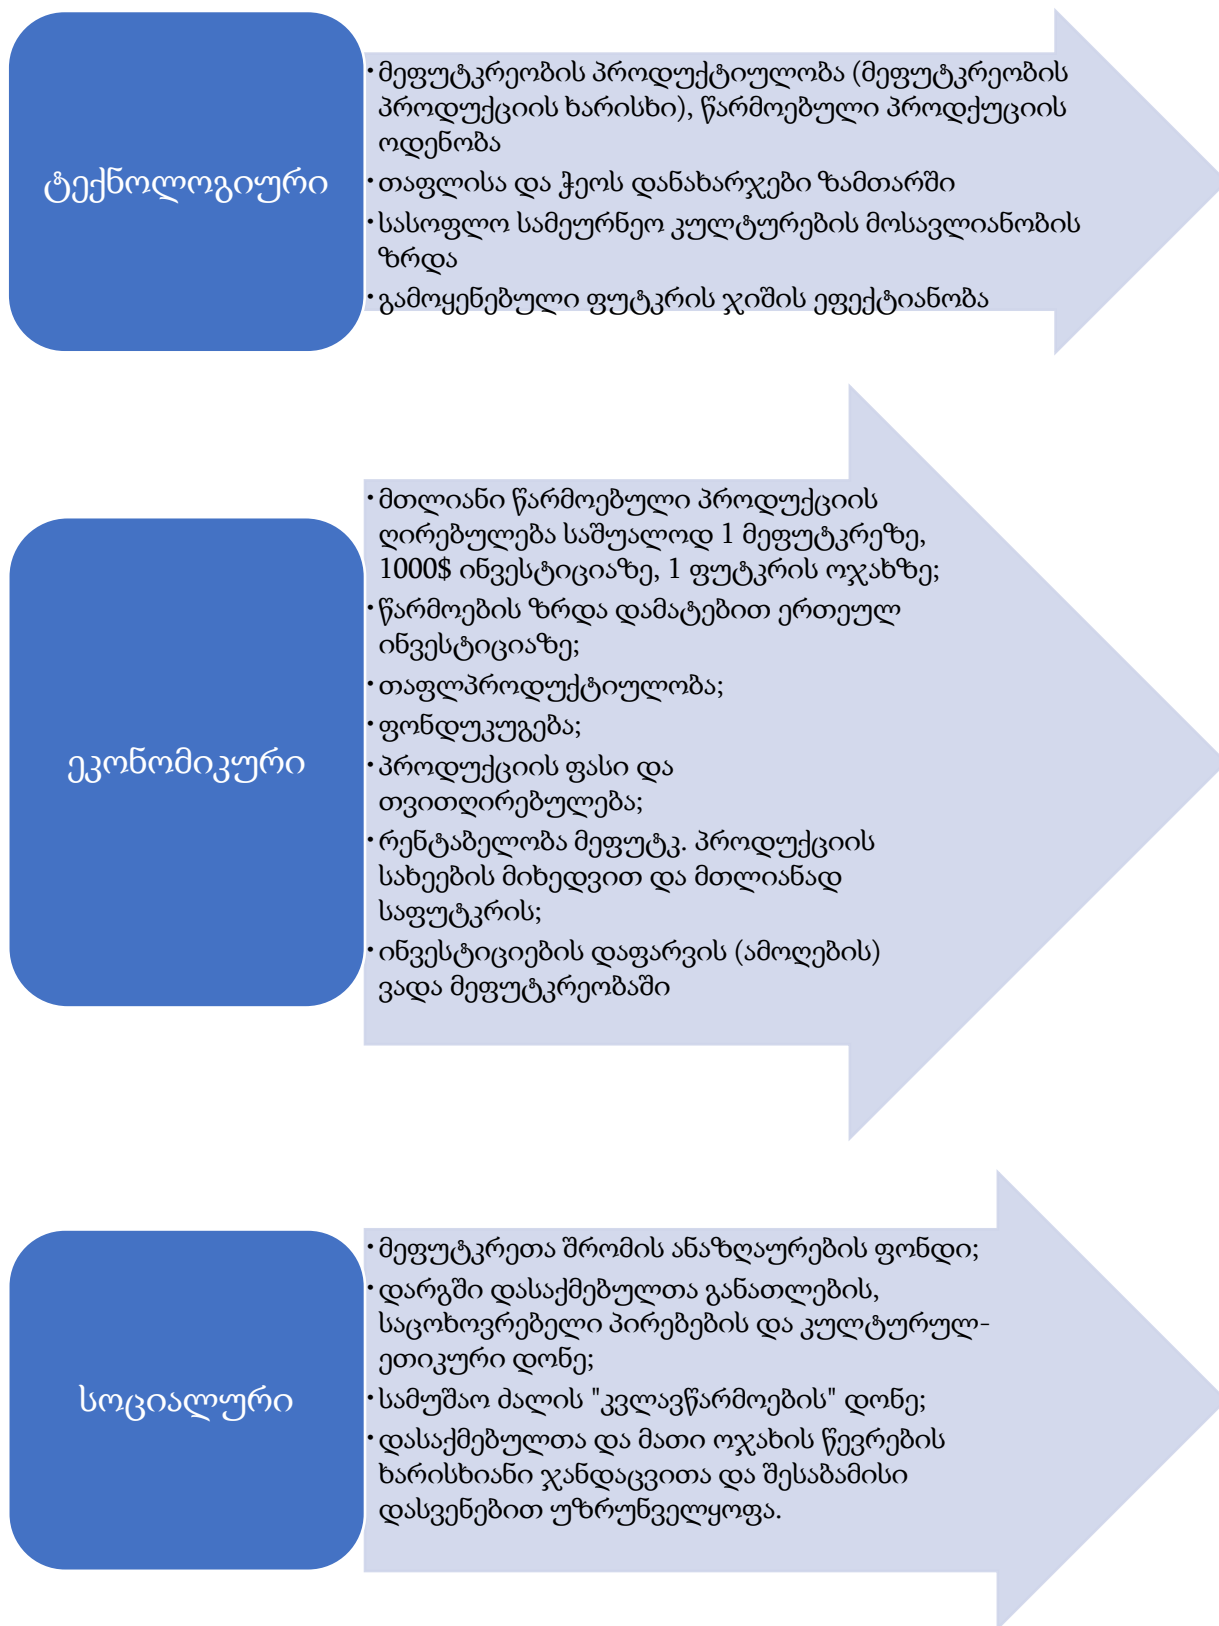 ტექნოლოგიური
· მეფუტკრეობის პროდუქტიულობა (მეფუტკრეობის
პროდუქციის ხარისხი), წარმოებული პროდქუციის
ოდენობა
· თაფლისა და ჭეოს დანახარჯები ზამთარში
· სასოფლო სამეურნეო კულტურების მოსავლიანობის
ზრდა
· გამოყენებული ფუტკრის ჯიშის ეფექტიანობა
ეკონომიკური
· მთლიანი წარმოებული პროდუქციის
ღირებულება საშუალოდ 1 მეფუტკრეზე,
1000$ ინვესტიციაზე, 1 ფუტკრის ოჯახზე;
· წარმოების ზრდა დამატებით ერთეულ
ინვესტიციაზე;
· თაფლპროდუქტიულობა;
· ფონდუკუგება;
· პროდუქციის ფასი და
თვითღირებულება;
· რენტაბელობა მეფუტკ. პროდუქციის
სახეების მიხედვით და მთლიანად
საფუტკრის;
· ინვესტიციების დაფარვის (ამოღების)
ვადა მეფუტკრეობაში
სოციალური
· მეფუტკრეთა შრომის ანაზღაურების ფონდი;
· დარგში დასაქმებულთა განათლების,
საცოხოვრებელი პირებების და კულტურულ-
ეთიკური დონე;
· სამუშაო ძალის "კვლავწარმოების" დონე;
· დასაქმებულთა და მათი ოჯახის წევრების
ხარისხიანი ჯანდაცვითა და შესაბამისი
დასვენებით უზრუნველყოფა.